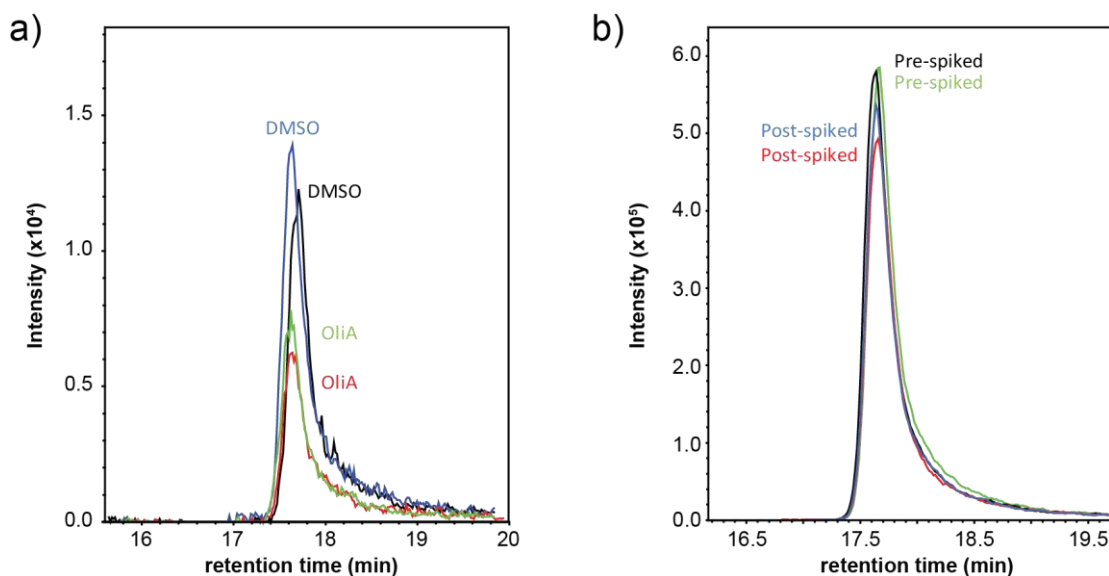 a)
DMSO
DMSO
OliA
OliA
1.5
1.0
0.5
0.0
Intensity (x10⁴)
16 17 18 19 20
retention time (min)
b)
Pre-spiked
Pre-spiked
Post-spiked
Post-spiked
6.0
5.0
4.0
3.0
2.0
1.0
0.0
Intensity (x10⁵)
16.5 17.5 18.5 19.5
retention time (min)